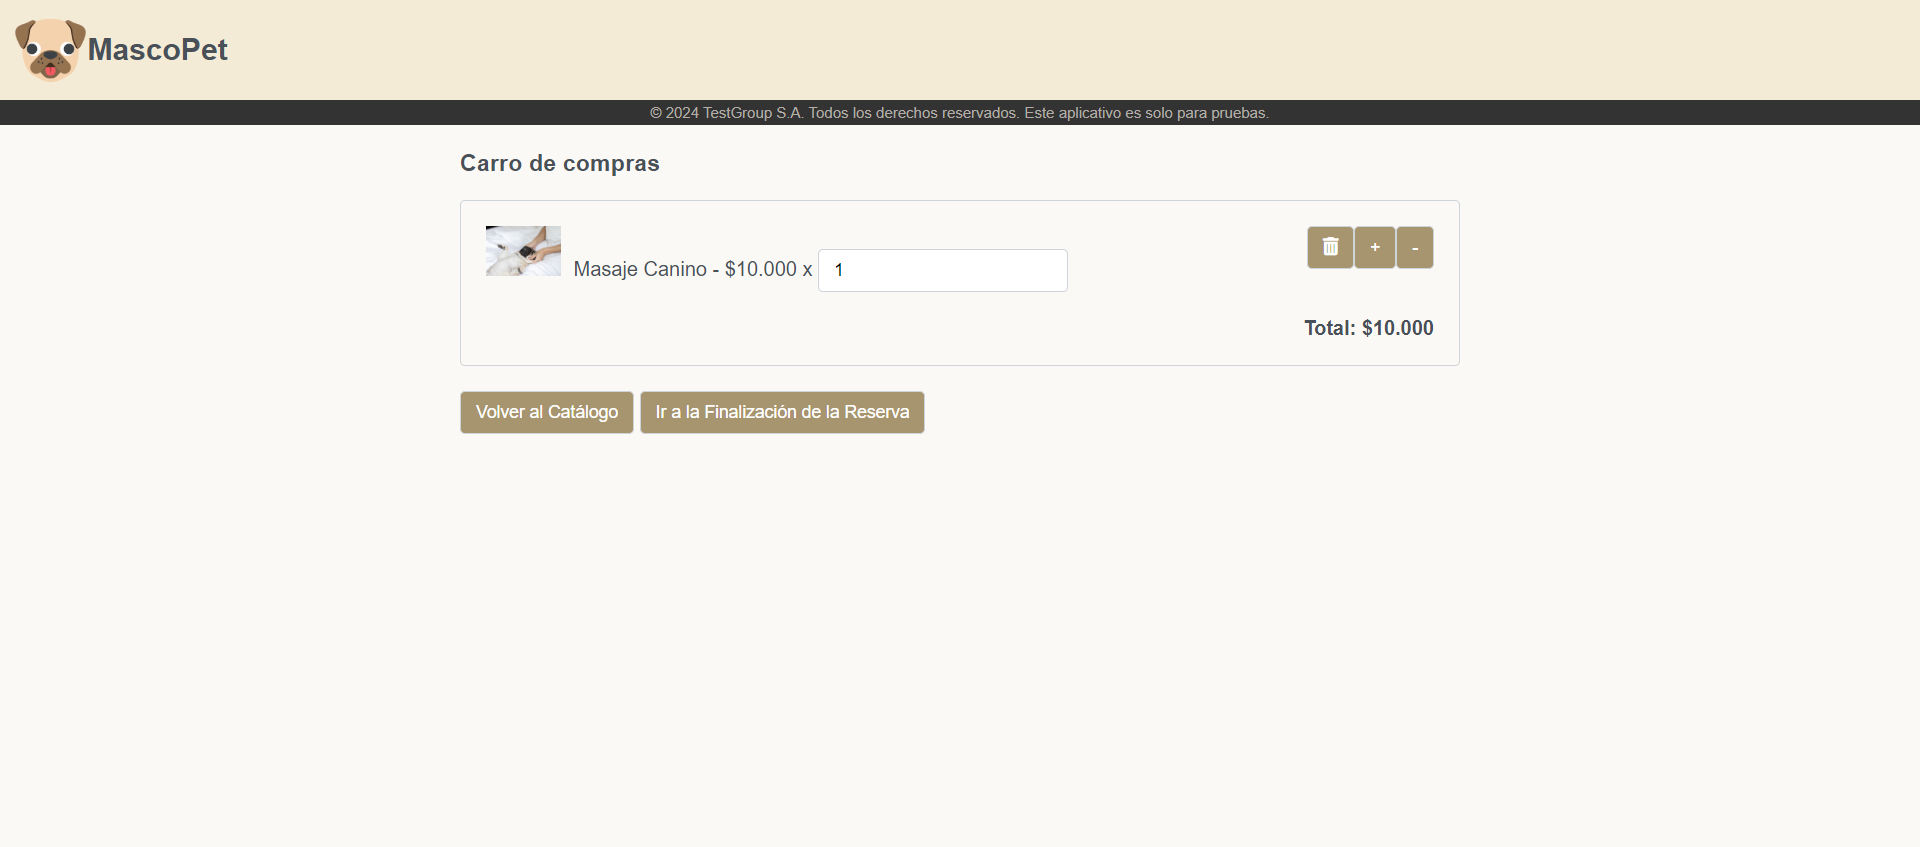 MascoPet
© 2024 TestGroup S.A. Todos los derechos reservados. Este aplicativo es solo para pruebas.
Carro de compras
Masaje Canino - $10.000 x 1
+ -
Total: $10.000
Volver al Catálogo Ir a la Finalización de la Reserva